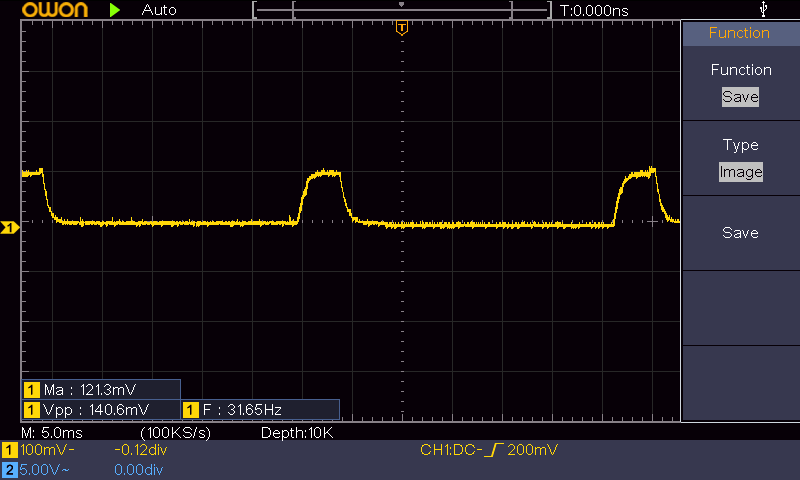 OWON Auto T:0.000ns
T
Function
Function
Save
Type
Image
Save
1
1 Ma : 121.3mV
1 Vpp : 140.6mV 1 F : 31.65Hz
M: 5.0ms (100KS/s) Depth:10K
1 100mV- -0.12div CH1:DC- 200mV
2 5.00V~ 0.00div